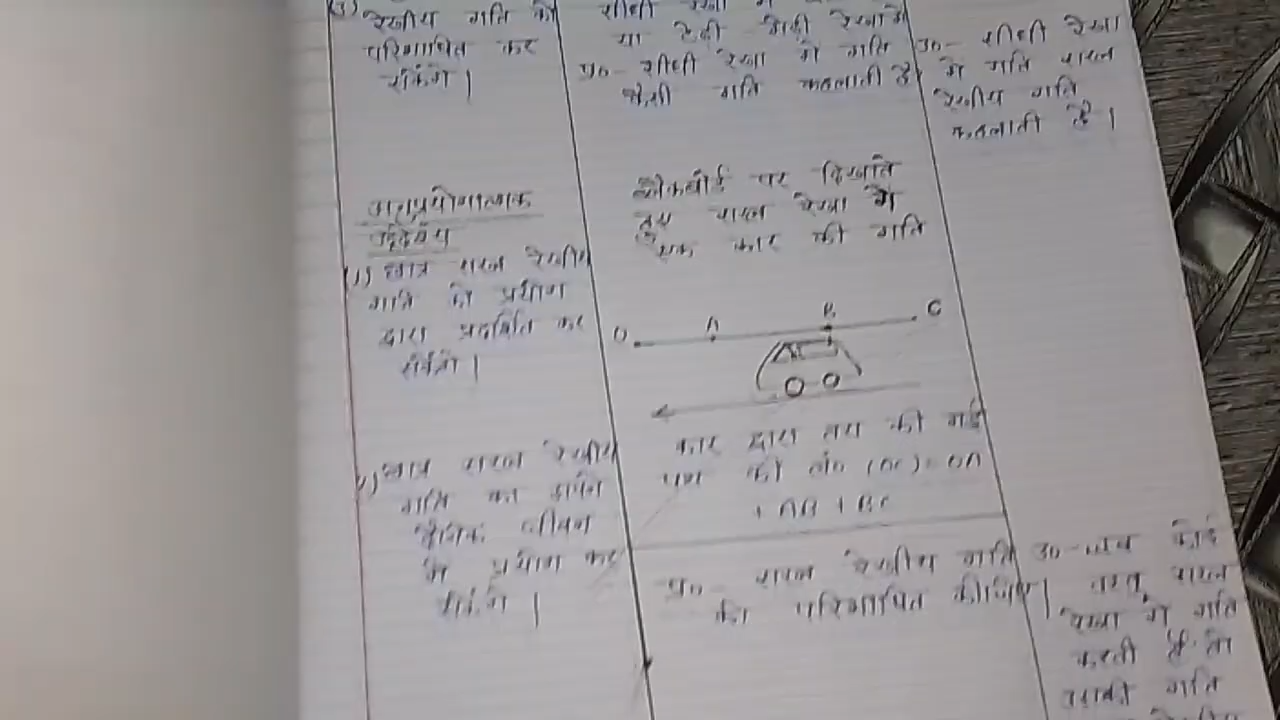 रेखीय गति को
परिभाषित कर
सकेंगे।
अनुप्रयोगात्मक
उद्देश्य
(1) छात्र सरल रेखीय
गति को प्रयोग
द्वारा प्रदर्शित कर
सकेंगे।
छात्र सरल रेखीय
गति का अपने
दैनिक जीवन
मे प्रयोग कर
सकेंगे।
सीधी रेखा मे
या टेढ़ी मेढ़ी रेखा मे
प्र०- सीधी रेखा मे गति
कैसी गति कहलाती है
ब्लैकबोर्ड पर दिखाते
हुए सरल रेखा मे
एक कार की गति
O A B C
कार द्वारा तय की गई
पथ की लं० (OC) = OA
+ AB + BC
प्र०- सरल रेखीय गति
को परिभाषित कीजिए।
उ०- सीधी रेखा
मे गति सरल
रेखीय गति
कहलाती है।
उ०- जब कोई
वस्तु सरल
रेखा मे गति
करती है तो
उसकी गति